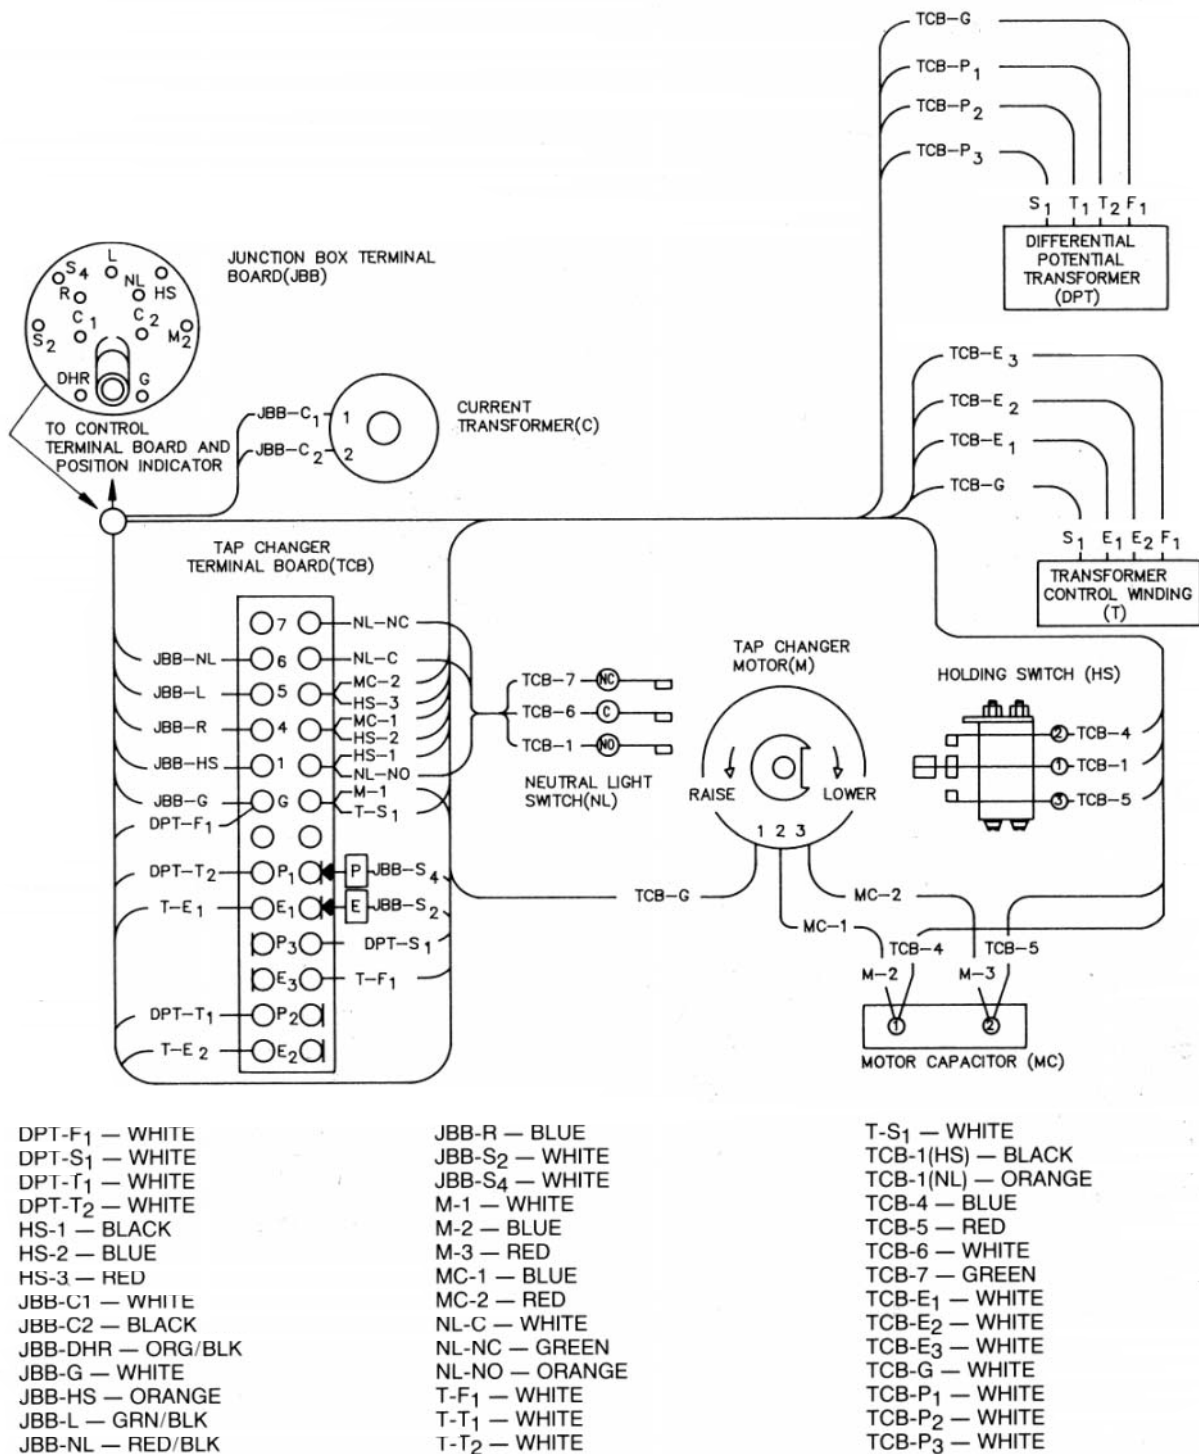 TCB-G
TCB-P1
TCB-P2
TCB-P3
S1 T1 T2 F1
DIFFERENTIAL
POTENTIAL
TRANSFORMER
(DPT)
JUNCTION BOX TERMINAL
BOARD(JBB)
L
S4
NL
HS
R
C1
C2
S2
M2
DHR
G
TO CONTROL
TERMINAL BOARD AND
POSITION INDICATOR
JBB-C1 1
JBB-C2 2
CURRENT
TRANSFORMER(C)
TCB-E3
TCB-E2
TCB-E1
TCB-G
S1 E1 E2 F1
TRANSFORMER
CONTROL WINDING
(T)
TAP CHANGER
TERMINAL BOARD(TCB)
7 NL-NC
JBB-NL 6 NL-C
JBB-L 5 MC-2
HS-3
JBB-R 4 MC-1
HS-2
JBB-HS 1 HS-1
NL-NO
JBB-G G M-1
DPT-F1 T-S1
DPT-T2 P1 P JBB-S4
T-E1 E1 E JBB-S2
P3 DPT-S1
E3 T-F1
DPT-T1 P2
T-E2 E2
TCB-7 NC
TCB-6 C
TCB-1 NO
NEUTRAL LIGHT
SWITCH(NL)
TAP CHANGER
MOTOR(M)
RAISE LOWER
1 2 3
HOLDING SWITCH (HS)
2 TCB-4
1 TCB-1
3 TCB-5
TCB-G
MC-2
MC-1
TCB-4 TCB-5
M-2 M-3
1 2
MOTOR CAPACITOR (MC)
DPT-F1 — WHITE
DPT-S1 — WHITE
DPT-T1 — WHITE
DPT-T2 — WHITE
HS-1 — BLACK
HS-2 — BLUE
HS-3 — RED
JBB-C1 — WHITE
JBB-C2 — BLACK
JBB-DHR — ORG/BLK
JBB-G — WHITE
JBB-HS — ORANGE
JBB-L — GRN/BLK
JBB-NL — RED/BLK
JBB-R — BLUE
JBB-S2 — WHITE
JBB-S4 — WHITE
M-1 — WHITE
M-2 — BLUE
M-3 — RED
MC-1 — BLUE
MC-2 — RED
NL-C — WHITE
NL-NC — GREEN
NL-NO — ORANGE
T-F1 — WHITE
T-T1 — WHITE
T-T2 — WHITE
T-S1 — WHITE
TCB-1(HS) — BLACK
TCB-1(NL) — ORANGE
TCB-4 — BLUE
TCB-5 — RED
TCB-6 — WHITE
TCB-7 — GREEN
TCB-E1 — WHITE
TCB-E2 — WHITE
TCB-E3 — WHITE
TCB-G — WHITE
TCB-P1 — WHITE
TCB-P2 — WHITE
TCB-P3 — WHITE